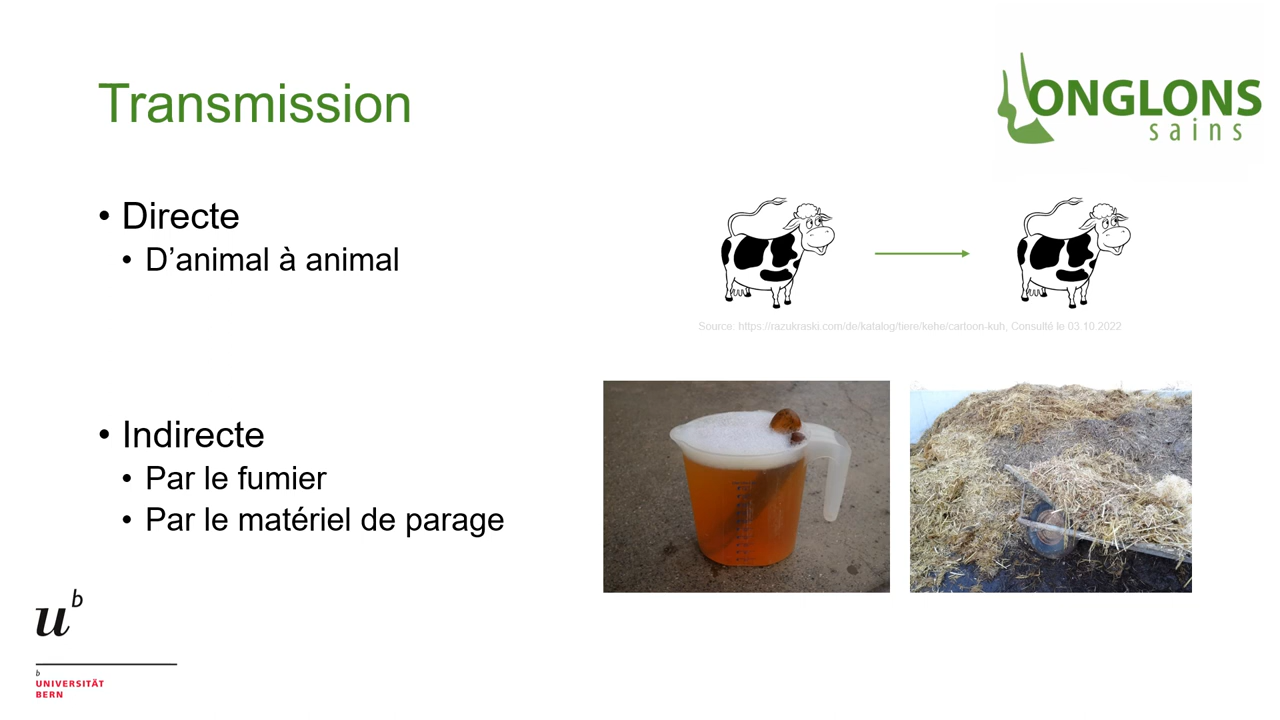 Transmission
ONGLONS
sains
• Directe
• D’animal à animal
Source: https://razukraski.com/de/katalog/tiere/kehe/cartoon-kuh, Consulté le 03.10.2022
• Indirecte
• Par le fumier
• Par le matériel de parage
u b
b
UNIVERSITÄT
BERN